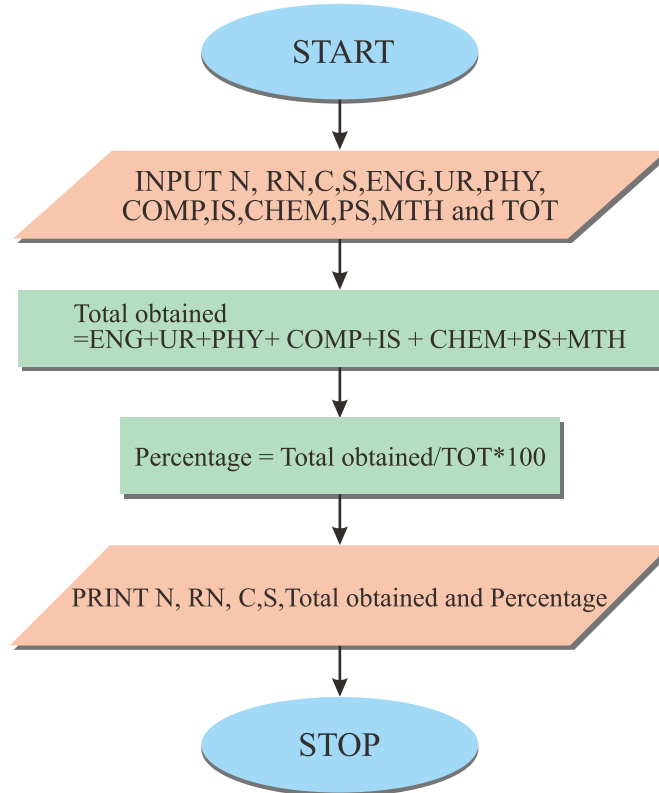 START
INPUT N, RN,C,S,ENG,UR,PHY,
COMP,IS,CHEM,PS,MTH and TOT
Total obtained
=ENG+UR+PHY+ COMP+IS + CHEM+PS+MTH
Percentage = Total obtained/TOT*100
PRINT N, RN, C,S,Total obtained and Percentage
STOP